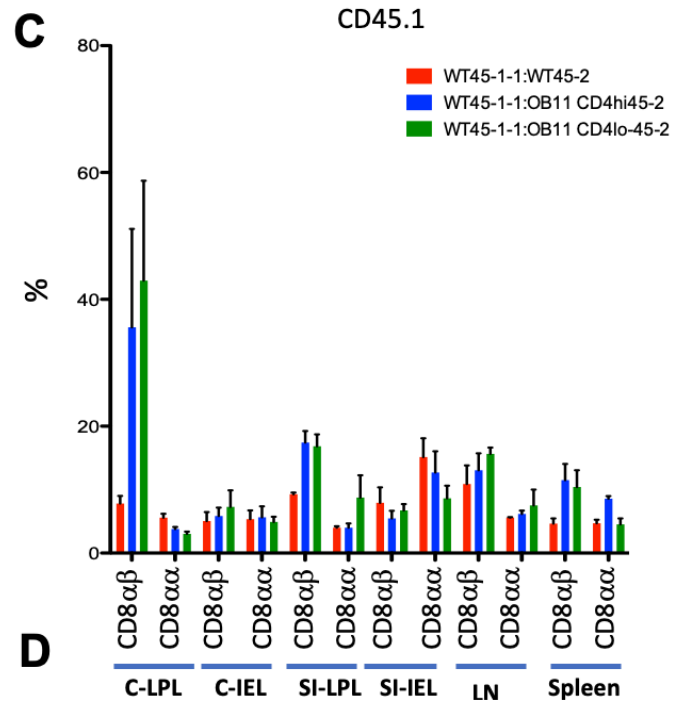 C
CD45.1
80
60
40
20
0
%
WT45-1-1:WT45-2
WT45-1-1:OB11 CD4hi45-2
WT45-1-1:OB11 CD4lo-45-2
CD8αβ CD8αα CD8αβ CD8αα CD8αβ CD8αα CD8αβ CD8αα CD8αβ CD8αα CD8αβ CD8αα
D
C-LPL C-IEL SI-LPL SI-IEL LN Spleen